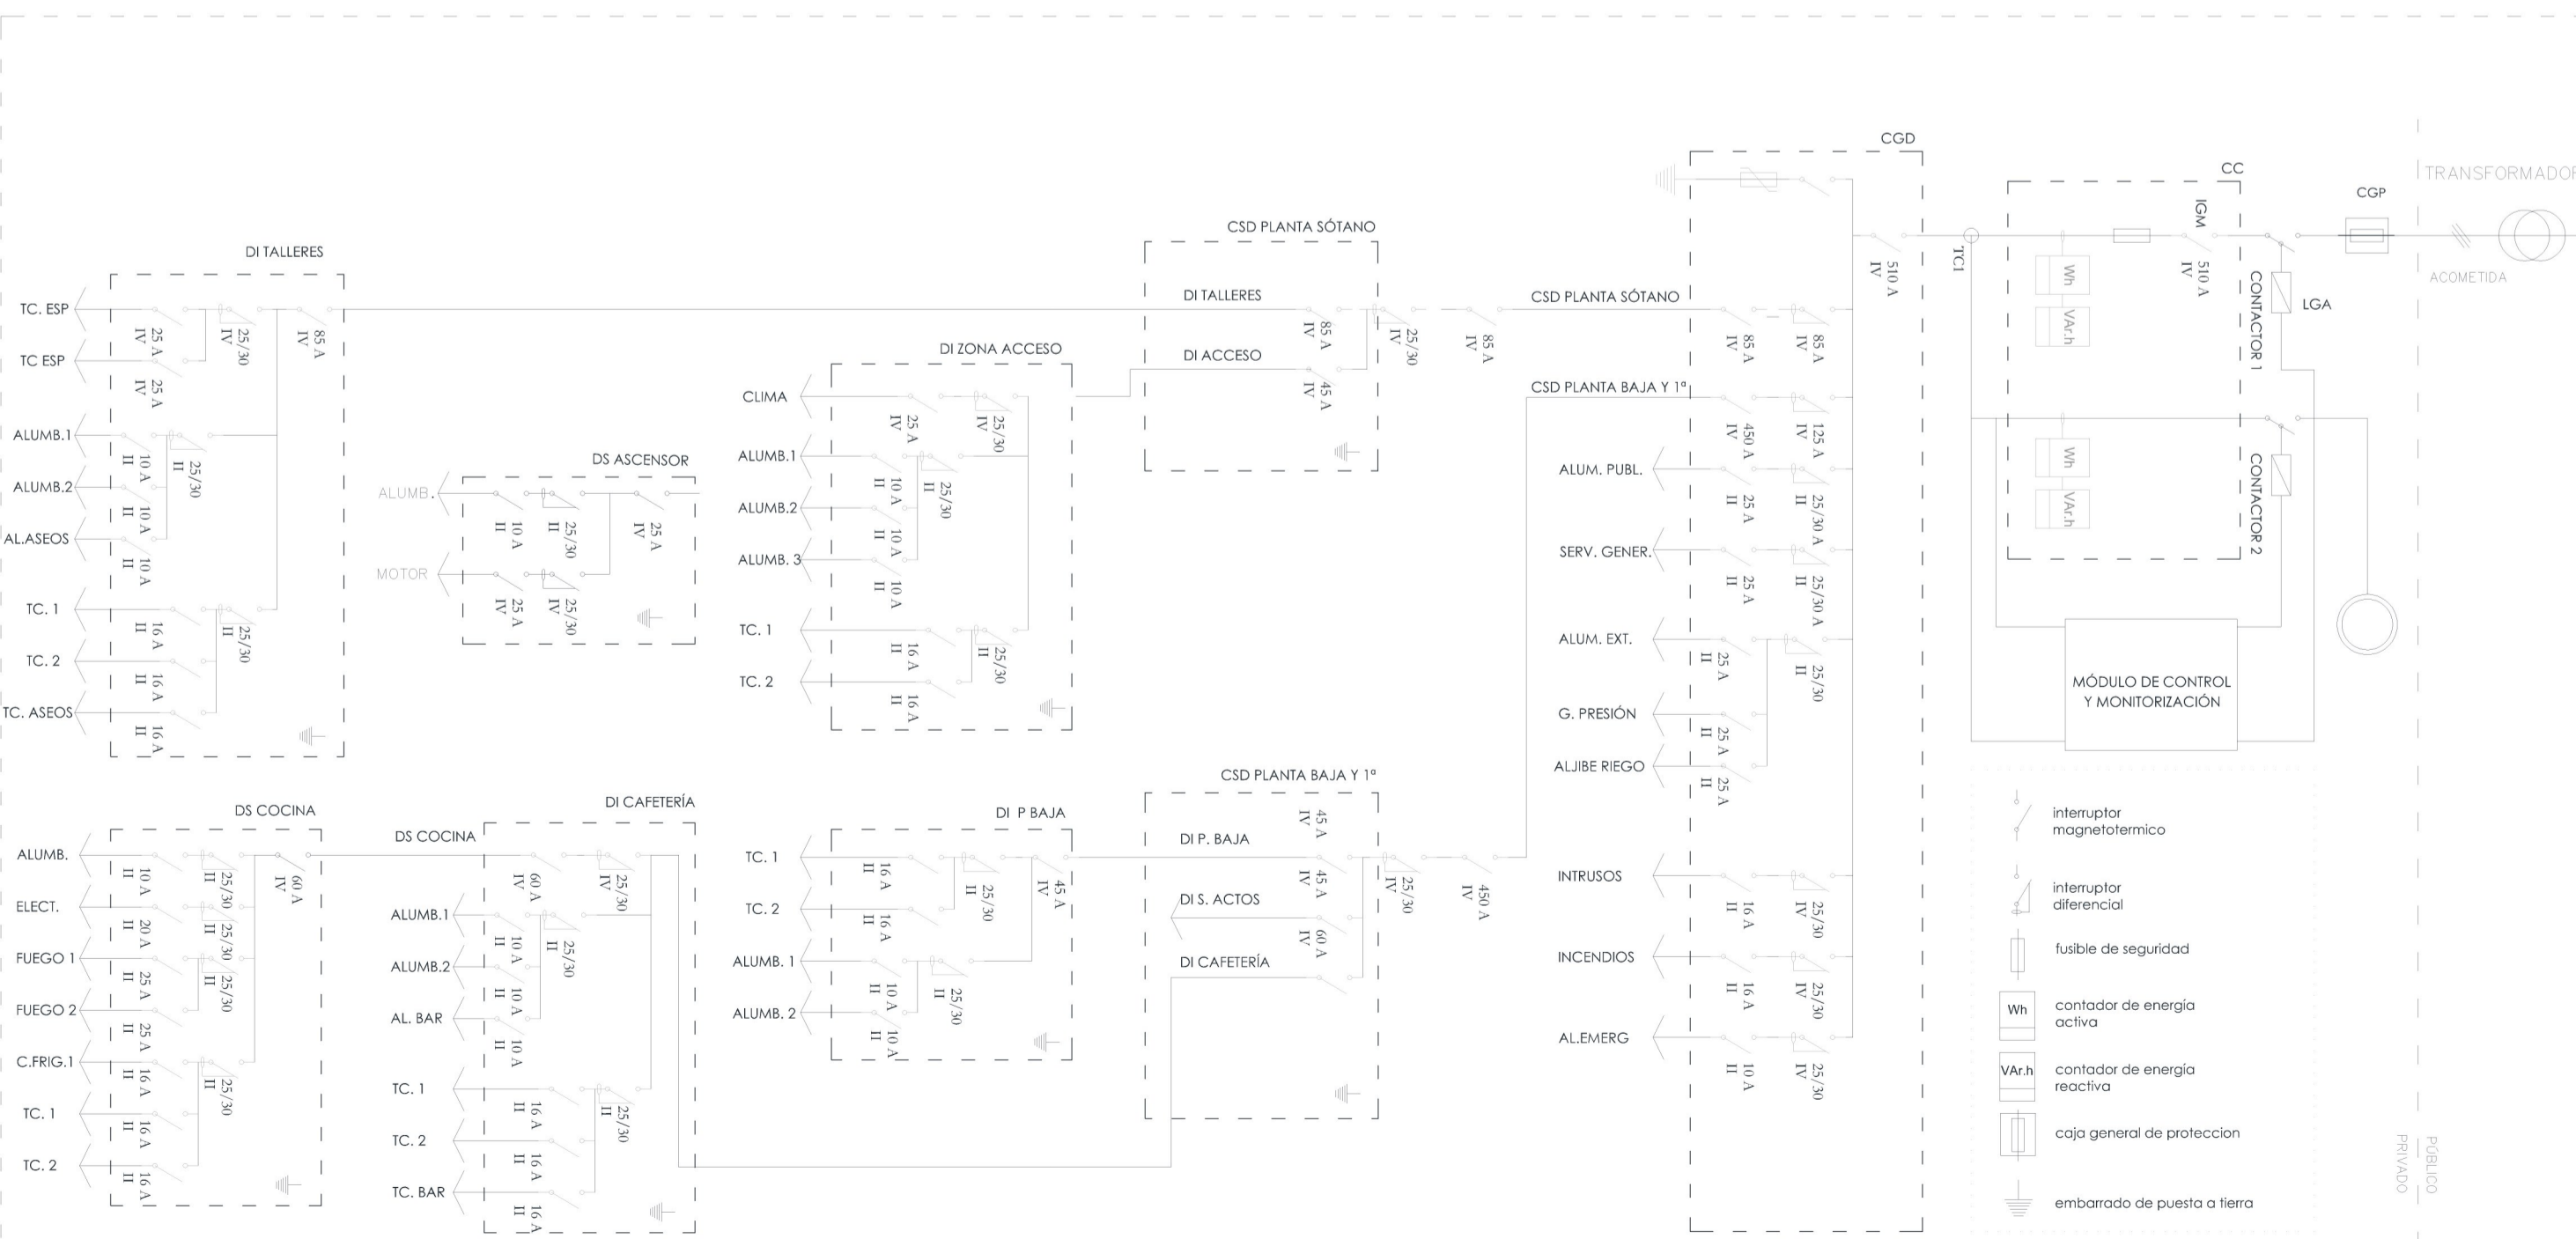 TRANSFORMADOR
ACOMETIDA
CGP
LGA
CONTACTOR 1
CONTACTOR 2
CC
IGM
510 A
IV
Wh
VAr.h
Wh
VAr.h
TC1
MÓDULO DE CONTROL
Y MONITORIZACIÓN
PRIVADO
PÚBLICO
interruptor
magnetotermico
interruptor
diferencial
fusible de seguridad
Wh
contador de energía
activa
VAr.h
contador de energía
reactiva
caja general de proteccion
embarrado de puesta a tierra
CGD
510 A
IV
CSD PLANTA SÓTANO
85 A
IV
85 A
IV
CSD PLANTA BAJA Y 1ª
450 A
IV
125 A
IV
ALUM. PUBL.
25 A
II
25/30 A
II
SERV. GENER.
25 A
II
25/30 A
II
ALUM. EXT.
25 A
II
25/30
II
G. PRESIÓN
25 A
II
ALJIBE RIEGO
25 A
II
INTRUSOS
16 A
II
25/30
IV
INCENDIOS
16 A
II
25/30
IV
AL.EMERG
10 A
II
25/30
IV
CSD PLANTA SÓTANO
DI TALLERES
85 A
IV
25/30
IV
85 A
IV
DI ACCESO
45 A
IV
CSD PLANTA BAJA Y 1ª
DI P. BAJA
45 A
IV
45 A
IV
25/30
IV
450 A
IV
DI S. ACTOS
60 A
IV
DI CAFETERÍA
DI TALLERES
TC. ESP
25 A
IV
25/30
IV
85 A
IV
TC ESP
25 A
IV
ALUMB.1
10 A
II
25/30
II
ALUMB.2
10 A
II
AL.ASEOS
10 A
II
TC. 1
16 A
II
25/30
II
TC. 2
16 A
II
TC. ASEOS
16 A
II
DS ASCENSOR
ALUMB.
10 A
II
25/30
II
25 A
IV
MOTOR
25 A
IV
25/30
IV
DI ZONA ACCESO
CLIMA
25 A
IV
25/30
IV
ALUMB.1
10 A
II
25/30
II
ALUMB.2
10 A
II
ALUMB. 3
10 A
II
TC. 1
16 A
II
25/30
II
TC. 2
16 A
II
DS COCINA
ALUMB.
10 A
II
25/30
II
60 A
IV
ELECT.
20 A
II
25/30
II
FUEGO 1
25 A
II
25/30
II
FUEGO 2
25 A
II
C.FRIG.1
16 A
II
25/30
II
TC. 1
16 A
II
TC. 2
16 A
II
DI CAFETERÍA
DS COCINA
60 A
IV
25/30
IV
ALUMB.1
10 A
II
25/30
II
ALUMB.2
10 A
II
AL. BAR
10 A
II
TC. 1
16 A
II
25/30
II
TC. 2
16 A
II
TC. BAR
16 A
II
DI P BAJA
TC. 1
16 A
II
25/30
II
45 A
IV
TC. 2
16 A
II
ALUMB. 1
10 A
II
25/30
II
ALUMB. 2
10 A
II